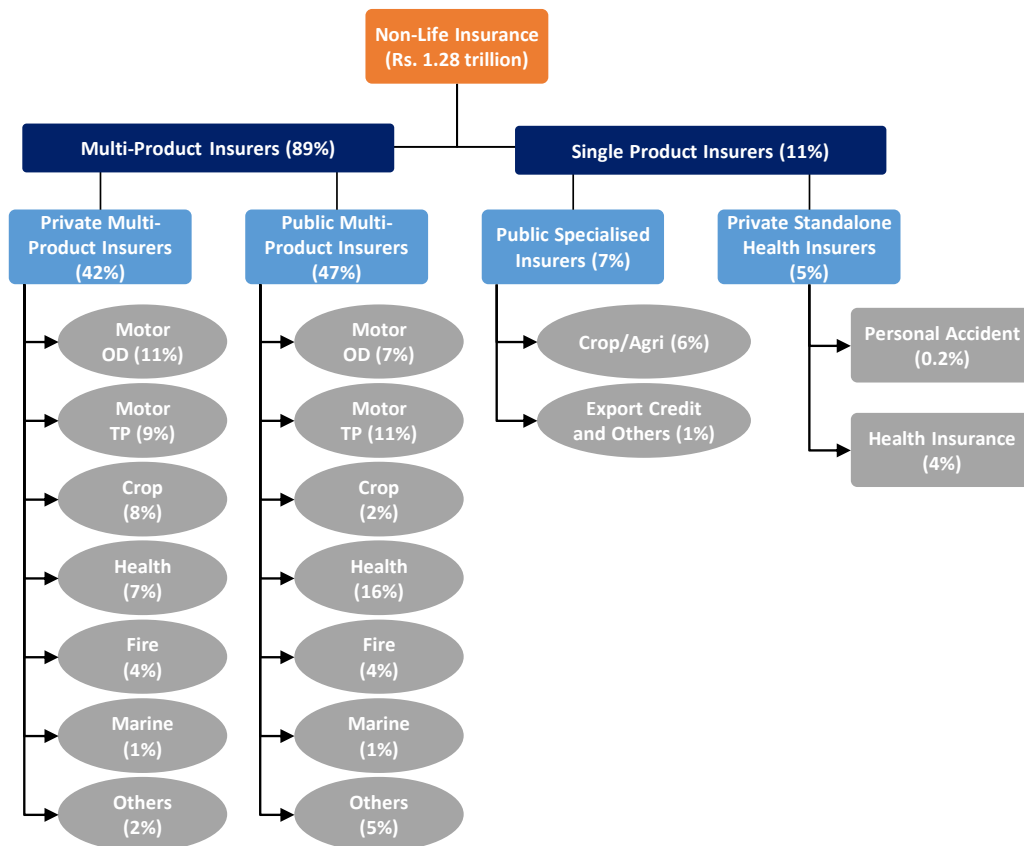 Non-Life Insurance
(Rs. 1.28 trillion)
Multi-Product Insurers (89%)
Single Product Insurers (11%)
Private Multi-
Product Insurers
(42%)
Public Multi-
Product Insurers
(47%)
Public Specialised
Insurers (7%)
Private Standalone
Health Insurers
(5%)
Motor
OD (11%)
Motor
TP (9%)
Crop
(8%)
Health
(7%)
Fire
(4%)
Marine
(1%)
Others
(2%)
Motor
OD (7%)
Motor
TP (11%)
Crop
(2%)
Health
(16%)
Fire
(4%)
Marine
(1%)
Others
(5%)
Crop/Agri (6%)
Export Credit
and Others (1%)
Personal Accident
(0.2%)
Health Insurance
(4%)